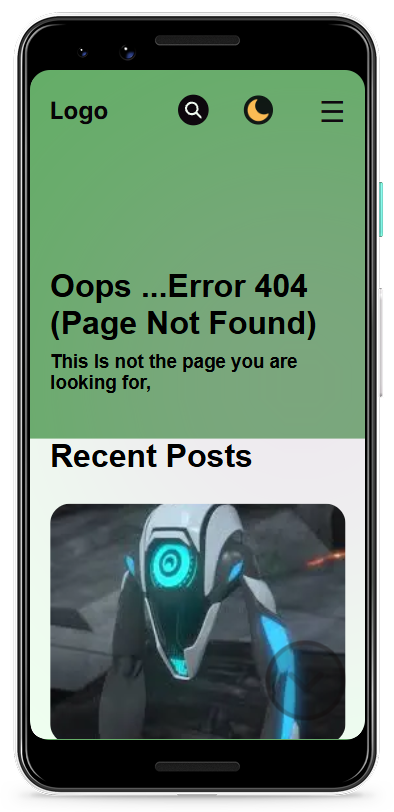 Logo
Oops ...Error 404
(Page Not Found)
This Is not the page you are
looking for,
Recent Posts